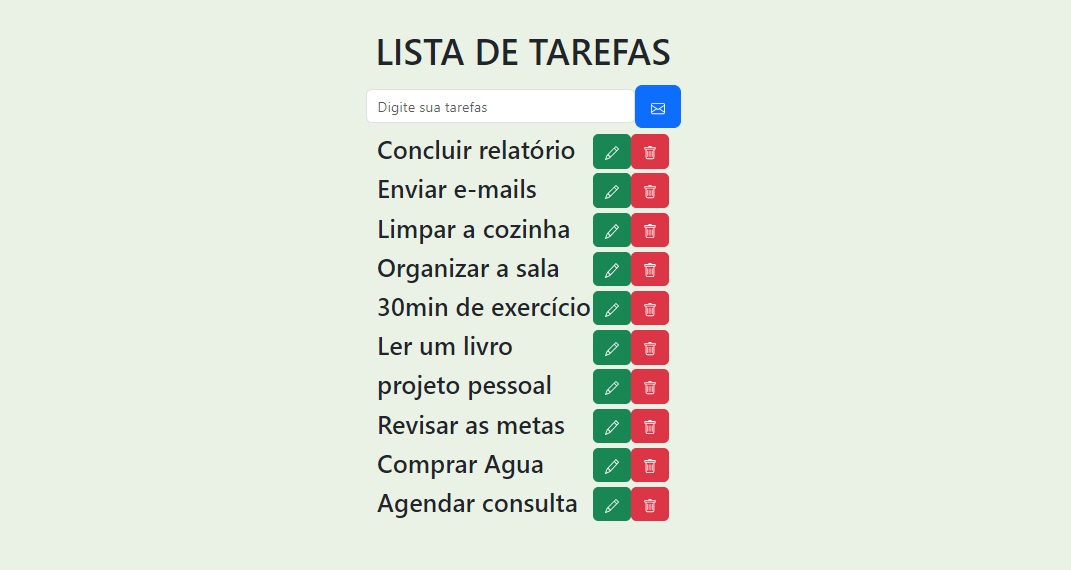 LISTA DE TAREFAS
Digite sua tarefas
Concluir relatório
Enviar e-mails
Limpar a cozinha
Organizar a sala
30min de exercício
Ler um livro
projeto pessoal
Revisar as metas
Comprar Agua
Agendar consulta